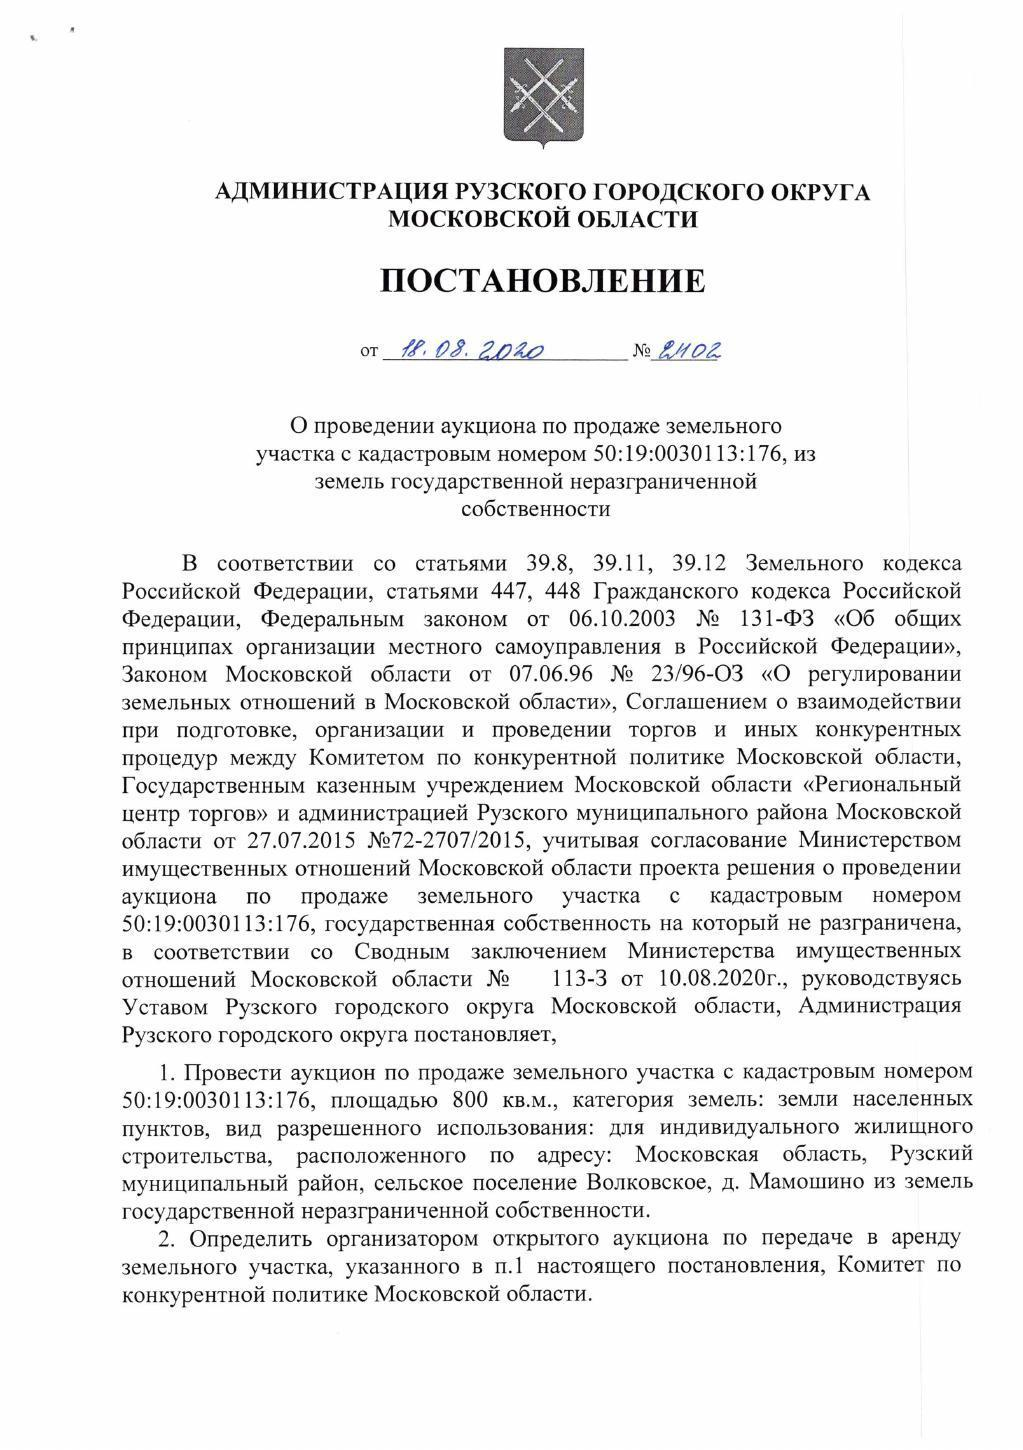 АДМИНИСТРАЦИЯ РУЗСКОГО ГОРОДСКОГО ОКРУГА
МОСКОВСКОЙ ОБЛАСТИ
ПОСТАНОВЛЕНИЕ
от 18.08.2020 № 2402
О проведении аукциона по продаже земельного
участка с кадастровым номером 50:19:0030113:176, из
земель государственной неразграниченной
собственности
В соответствии со статьями 39.8, 39.11, 39.12 Земельного кодекса
Российской Федерации, статьями 447, 448 Гражданского кодекса Российской
Федерации, Федеральным законом от 06.10.2003 № 131-ФЗ «Об общих
принципах организации местного самоуправления в Российской Федерации»,
Законом Московской области от 07.06.96 № 23/96-ОЗ «О регулировании
земельных отношений в Московской области», Соглашением о взаимодействии
при подготовке, организации и проведении торгов и иных конкурентных
процедур между Комитетом по конкурентной политике Московской области,
Государственным казенным учреждением Московской области «Региональный
центр торгов» и администрацией Рузского муниципального района Московской
области от 27.07.2015 №72-2707/2015, учитывая согласование Министерством
имущественных отношений Московской области проекта решения о проведении
аукциона по продаже земельного участка с кадастровым номером
50:19:0030113:176, государственная собственность на который не разграничена,
в соответствии со Сводным заключением Министерства имущественных
отношений Московской области № 113-З от 10.08.2020г., руководствуясь
Уставом Рузского городского округа Московской области, Администрация
Рузского городского округа постановляет,
1. Провести аукцион по продаже земельного участка с кадастровым номером
50:19:0030113:176, площадью 800 кв.м., категория земель: земли населенных
пунктов, вид разрешенного использования: для индивидуального жилищного
строительства, расположенного по адресу: Московская область, Рузский
муниципальный район, сельское поселение Волковское, д. Мамошино из земель
государственной неразграниченной собственности.
2. Определить организатором открытого аукциона по передаче в аренду
земельного участка, указанного в п.1 настоящего постановления, Комитет по
конкурентной политике Московской области.